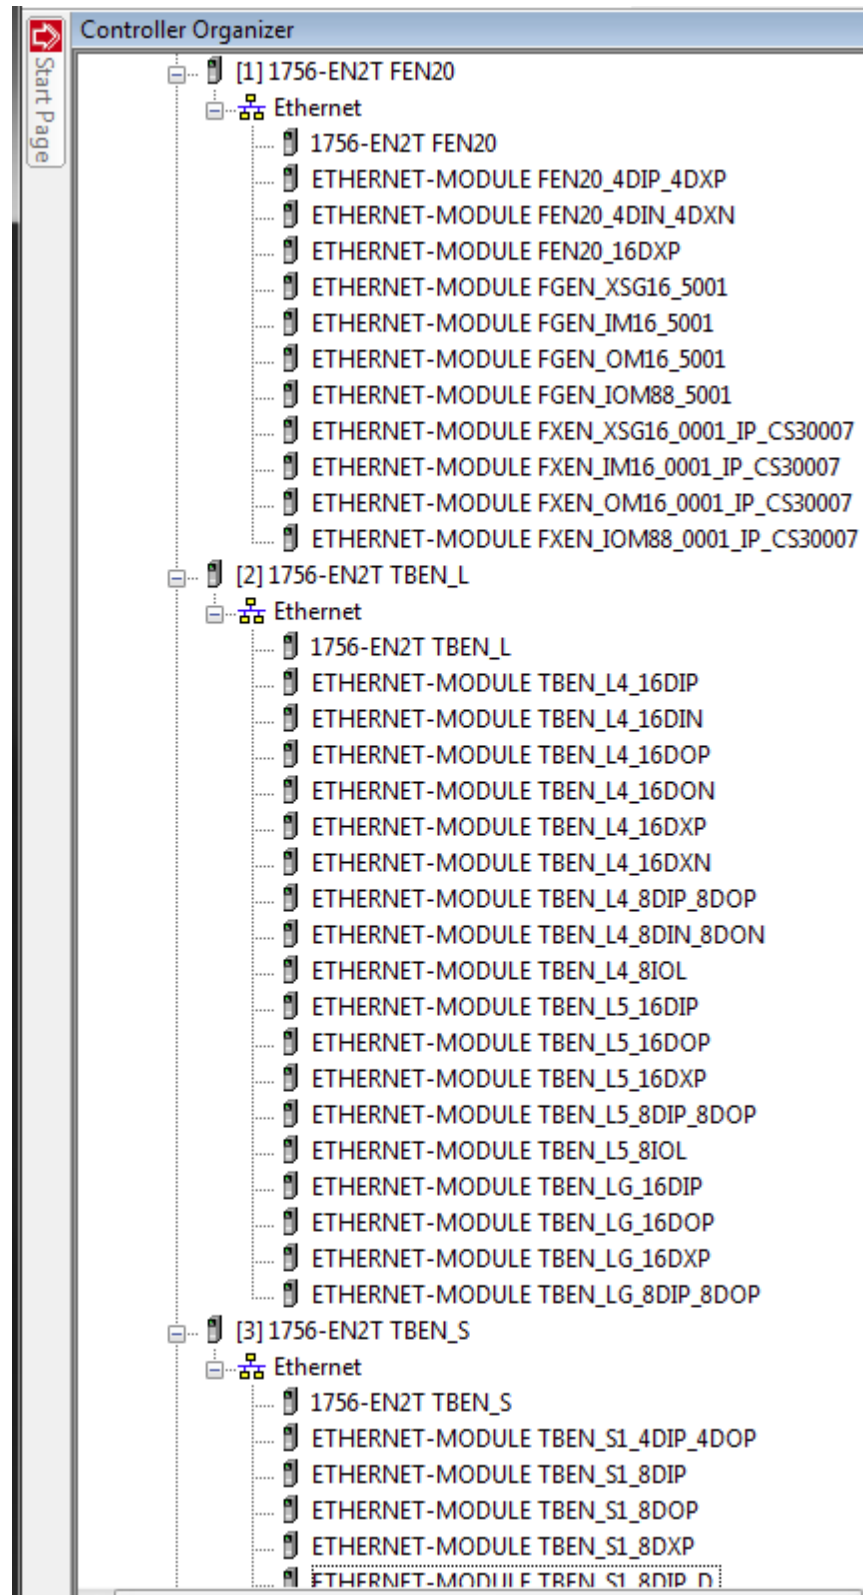 Controller Organizer
Start Page
[1] 1756-EN2T FEN20
Ethernet
1756-EN2T FEN20
ETHERNET-MODULE FEN20_4DIP_4DXP
ETHERNET-MODULE FEN20_4DIN_4DXN
ETHERNET-MODULE FEN20_16DXP
ETHERNET-MODULE FGEN_XSG16_5001
ETHERNET-MODULE FGEN_IM16_5001
ETHERNET-MODULE FGEN_OM16_5001
ETHERNET-MODULE FGEN_IOM88_5001
ETHERNET-MODULE FXEN_XSG16_0001_IP_CS30007
ETHERNET-MODULE FXEN_IM16_0001_IP_CS30007
ETHERNET-MODULE FXEN_OM16_0001_IP_CS30007
ETHERNET-MODULE FXEN_IOM88_0001_IP_CS30007
[2] 1756-EN2T TBEN_L
Ethernet
1756-EN2T TBEN_L
ETHERNET-MODULE TBEN_L4_16DIP
ETHERNET-MODULE TBEN_L4_16DIN
ETHERNET-MODULE TBEN_L4_16DOP
ETHERNET-MODULE TBEN_L4_16DON
ETHERNET-MODULE TBEN_L4_16DXP
ETHERNET-MODULE TBEN_L4_16DXN
ETHERNET-MODULE TBEN_L4_8DIP_8DOP
ETHERNET-MODULE TBEN_L4_8DIN_8DON
ETHERNET-MODULE TBEN_L4_8IOL
ETHERNET-MODULE TBEN_L5_16DIP
ETHERNET-MODULE TBEN_L5_16DOP
ETHERNET-MODULE TBEN_L5_16DXP
ETHERNET-MODULE TBEN_L5_8DIP_8DOP
ETHERNET-MODULE TBEN_L5_8IOL
ETHERNET-MODULE TBEN_LG_16DIP
ETHERNET-MODULE TBEN_LG_16DOP
ETHERNET-MODULE TBEN_LG_16DXP
ETHERNET-MODULE TBEN_LG_8DIP_8DOP
[3] 1756-EN2T TBEN_S
Ethernet
1756-EN2T TBEN_S
ETHERNET-MODULE TBEN_S1_4DIP_4DOP
ETHERNET-MODULE TBEN_S1_8DIP
ETHERNET-MODULE TBEN_S1_8DOP
ETHERNET-MODULE TBEN_S1_8DXP
ETHERNET-MODULE TBEN_S1_8DIP_D